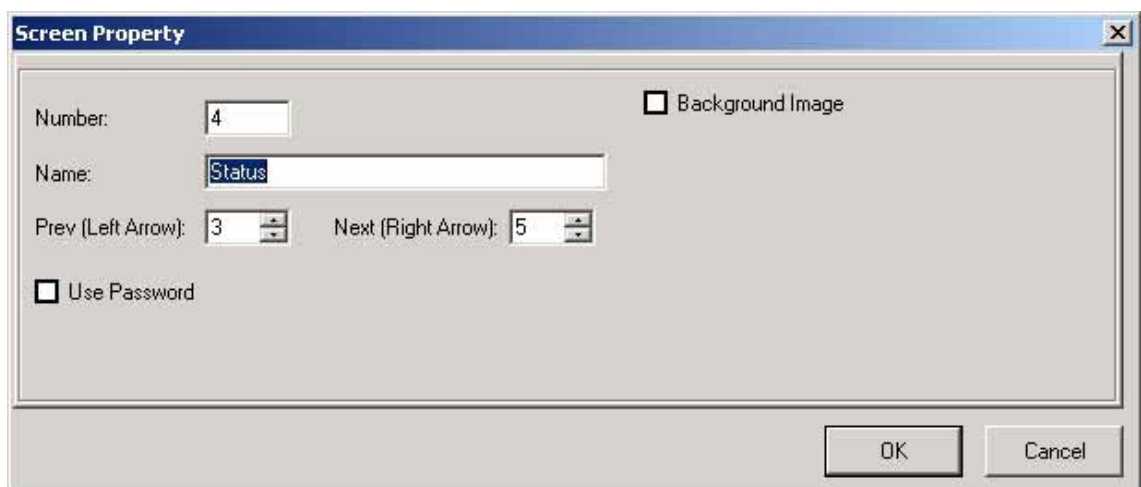 Screen Property
Number: 4
Background Image
Name: Status
Prev (Left Arrow): 3 Next (Right Arrow): 5
Use Password
OK Cancel